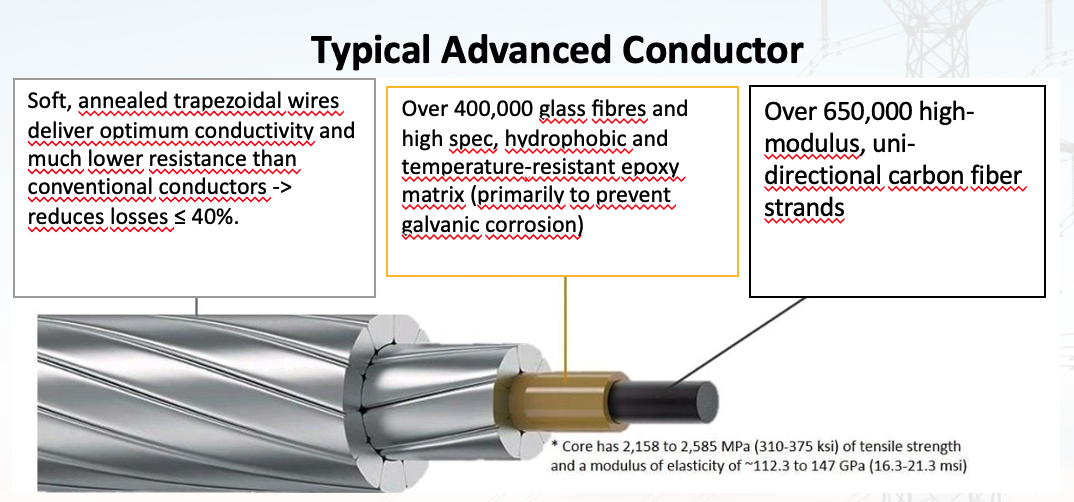 Typical Advanced Conductor
Soft, annealed trapezoidal wires
deliver optimum conductivity and
much lower resistance than
conventional conductors ->
reduces losses ≤ 40%.
Over 400,000 glass fibres and
high spec, hydrophobic and
temperature-resistant epoxy
matrix (primarily to prevent
galvanic corrosion)
Over 650,000 high-
modulus, uni-
directional carbon fiber
strands
* Core has 2,158 to 2,585 MPa (310-375 ksi) of tensile strength
and a modulus of elasticity of ~112.3 to 147 GPa (16.3-21.3 msi)